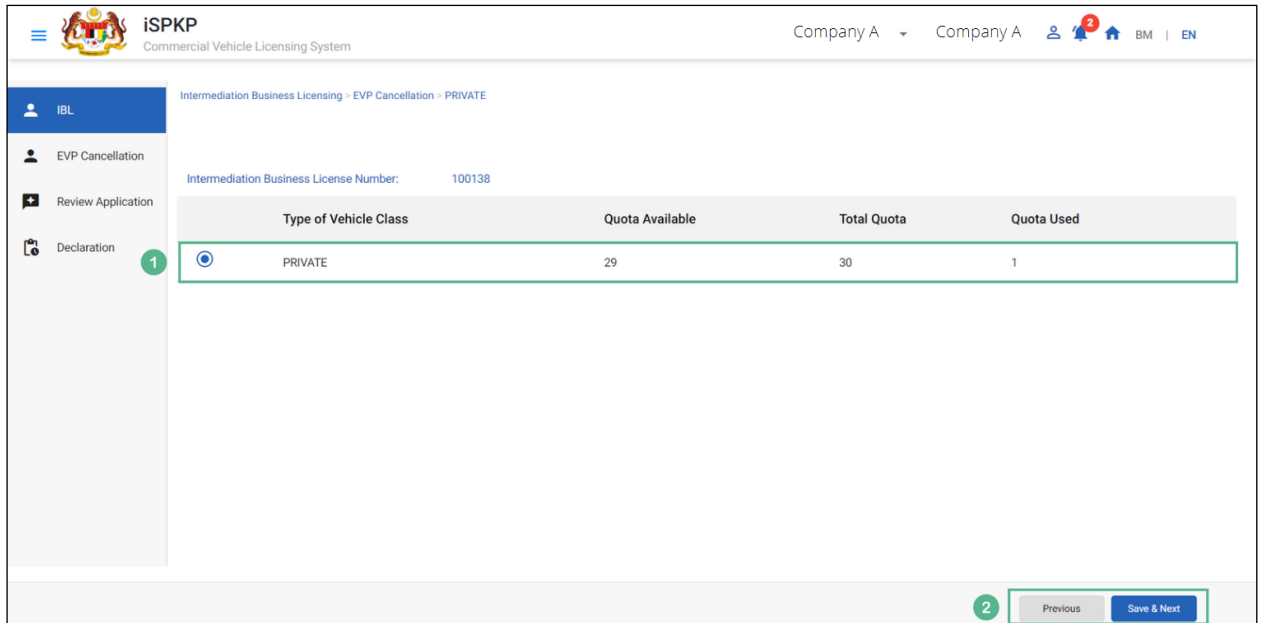 iSPKP
Commercial Vehicle Licensing System
Company A Company A 2 BM | EN
IBL
EVP Cancellation
Review Application
Declaration
Intermediation Business Licensing > EVP Cancellation > PRIVATE
Intermediation Business License Number: 100138
Type of Vehicle Class Quota Available Total Quota Quota Used
1 PRIVATE 29 30 1
2 Previous Save & Next